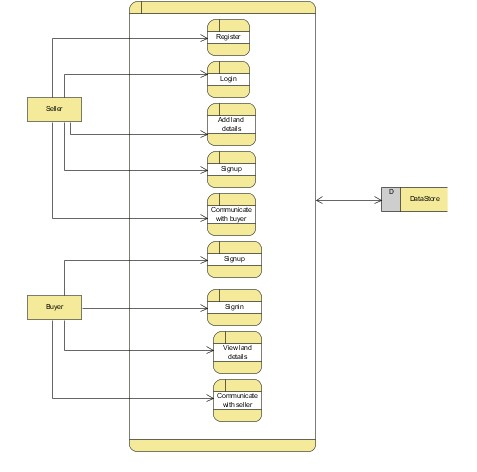 Register
Login
Seller
Add land
details
Signup
Communicate
with buyer
D
DataStore
Signup
Buyer
Signin
View land
details
Communicate
with seller